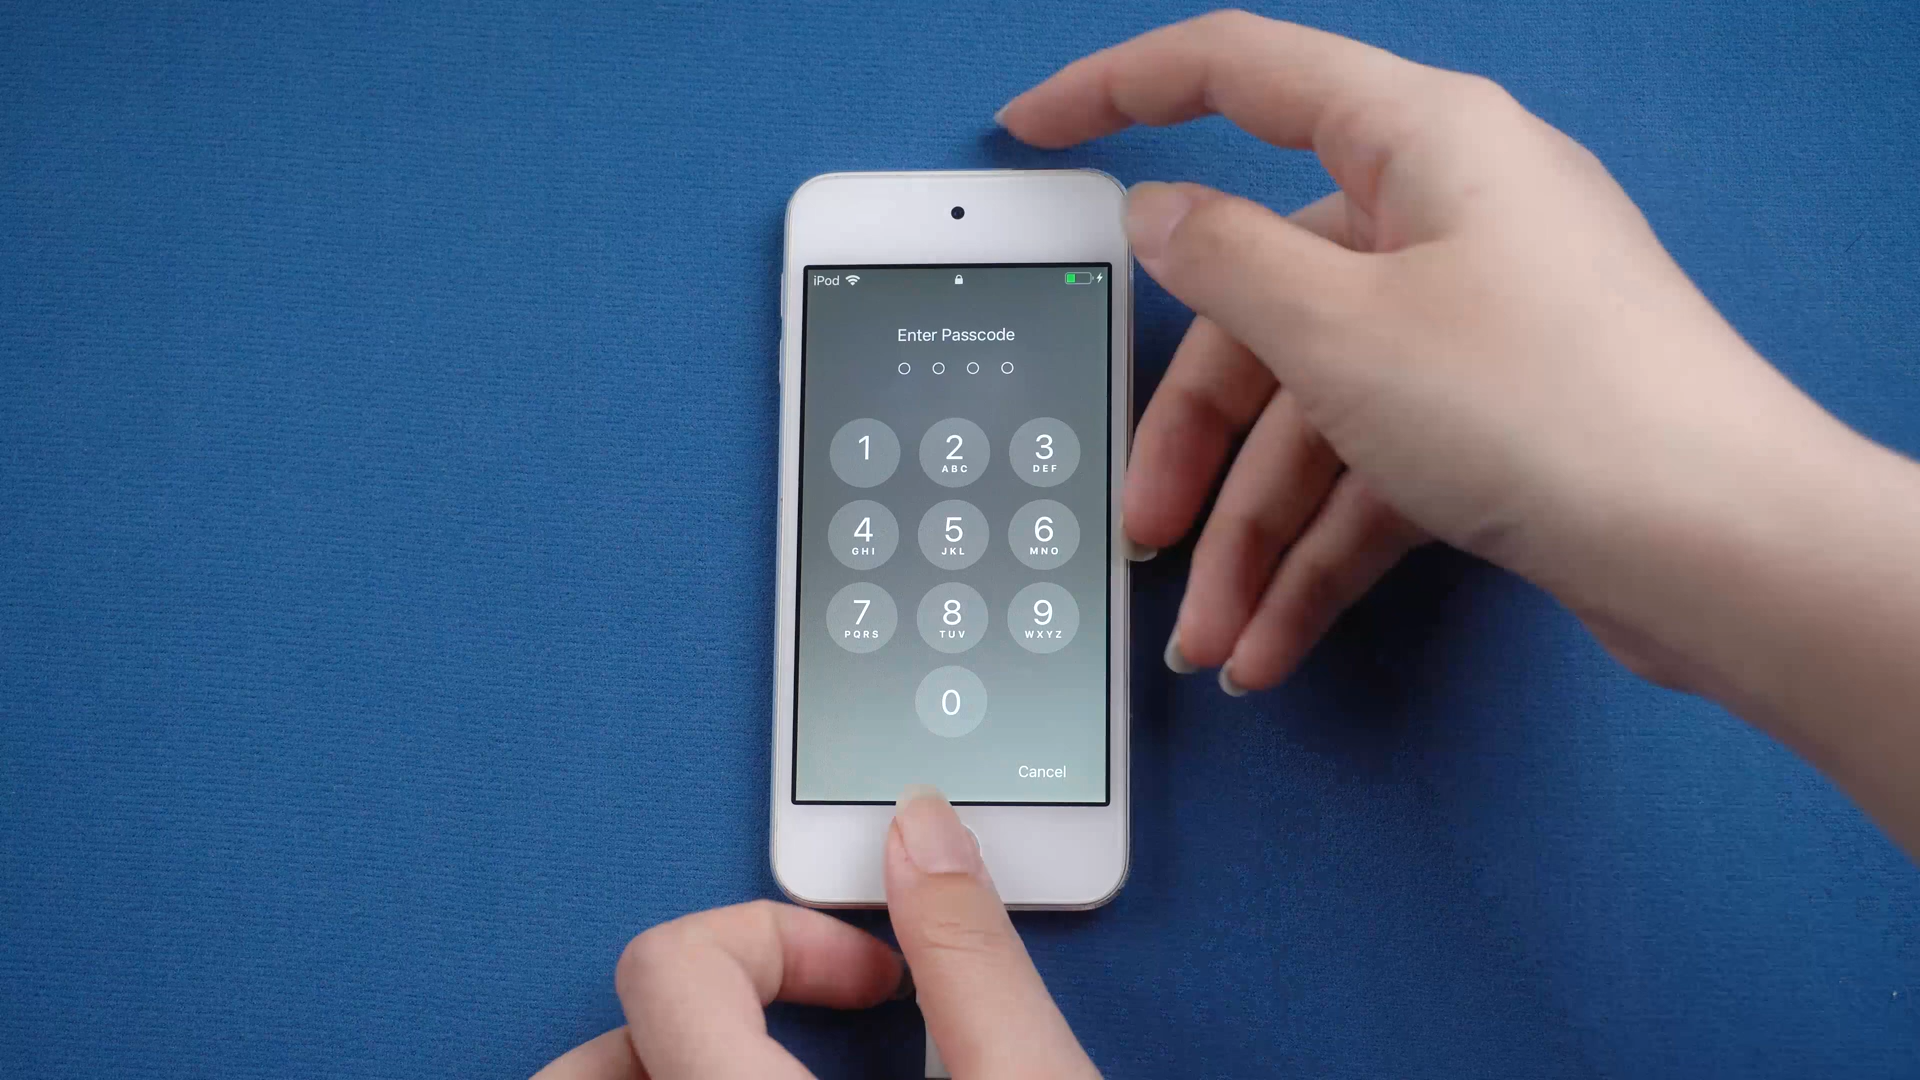 iPod
Enter Passcode
1 2 3
ABC DEF
4 5 6
GHI JKL MNO
7 8 9
PQRS TUV WXYZ
0
Cancel